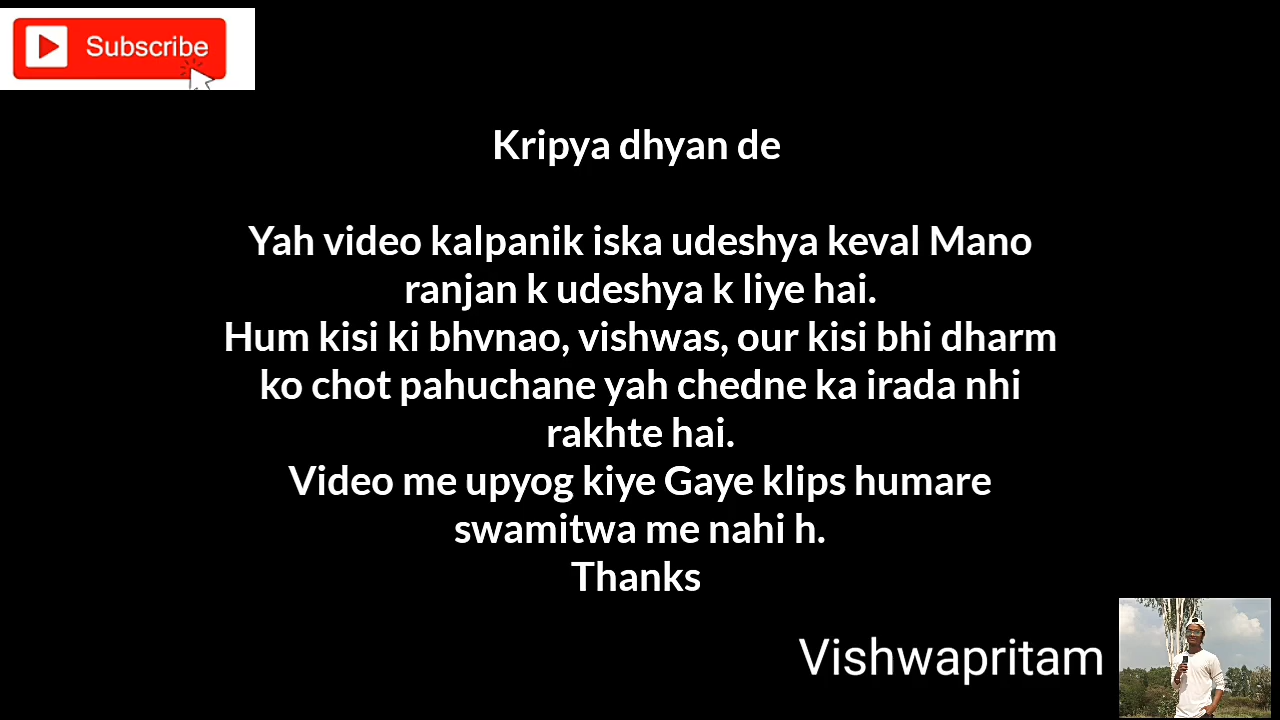 Subscribe
Kripya dhyan de
Yah video kalpanik iska udeshya keval Mano
ranjan k udeshya k liye hai.
Hum kisi ki bhvnao, vishwas, our kisi bhi dharm
ko chot pahuchane yah chedne ka irada nhi
rakhte hai.
Video me upyog kiye Gaye klips humare
swamitwa me nahi h.
Thanks
Vishwapritam